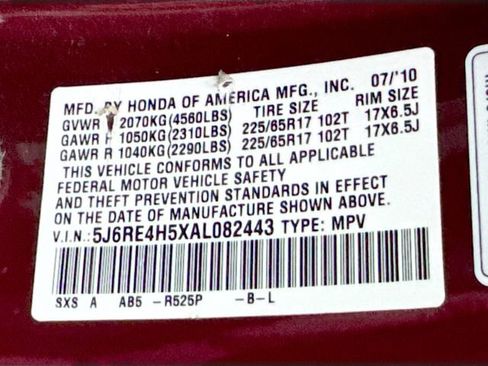 MFD. BY HONDA OF AMERICA MFG., INC. 07/'10
GVWR 2070KG(4560LBS) TIRE SIZE RIM SIZE
GAWR F 1050KG(2310LBS) 225/65R17 102T 17X6.5J
GAWR R 1040KG(2290LBS) 225/65R17 102T 17X6.5J
THIS VEHICLE CONFORMS TO ALL APPLICABLE
FEDERAL MOTOR VEHICLE SAFETY
AND THEFT PREVENTION STANDARDS IN EFFECT
ON THE DATE OF MANUFACTURE SHOWN ABOVE.
V.I.N.:5J6RE4H5XAL082443 TYPE: MPV
SXS A AB5 -R525P -B-L